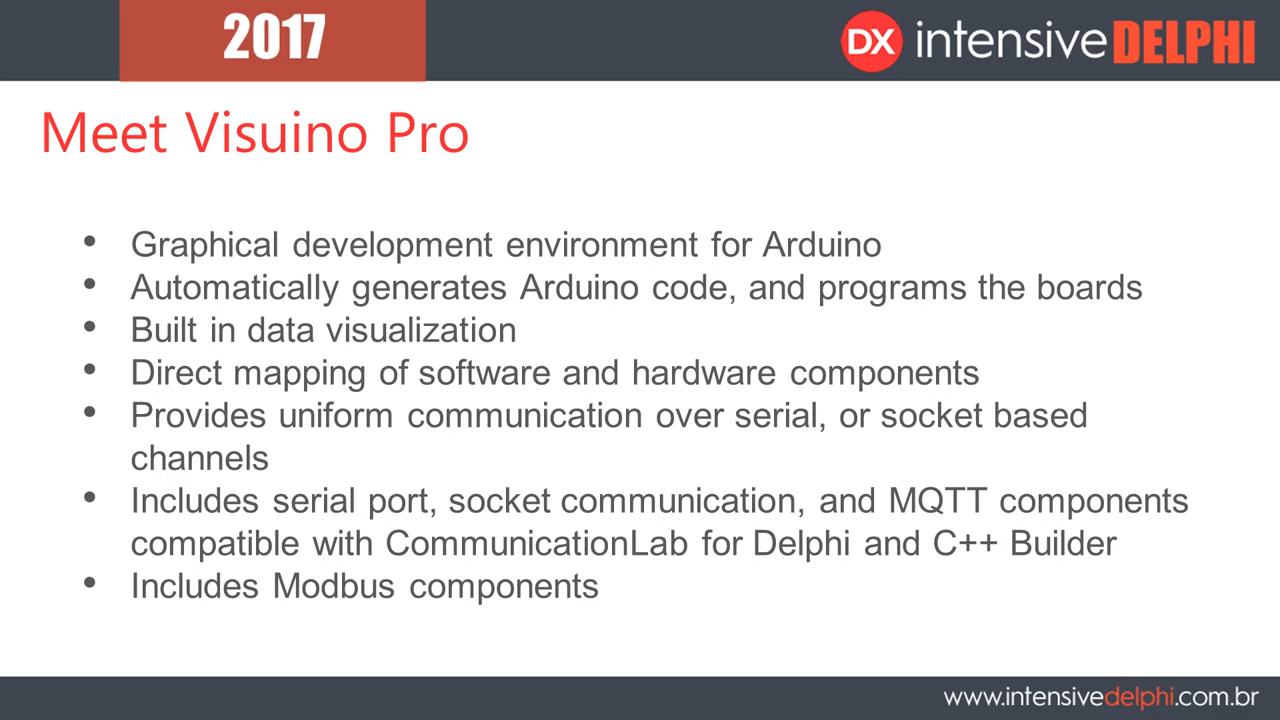 2017
DX intensiveDELPHI
Meet Visuino Pro
• Graphical development environment for Arduino
• Automatically generates Arduino code, and programs the boards
• Built in data visualization
• Direct mapping of software and hardware components
• Provides uniform communication over serial, or socket based
channels
• Includes serial port, socket communication, and MQTT components
compatible with CommunicationLab for Delphi and C++ Builder
• Includes Modbus components
www.intensivedelphi.com.br